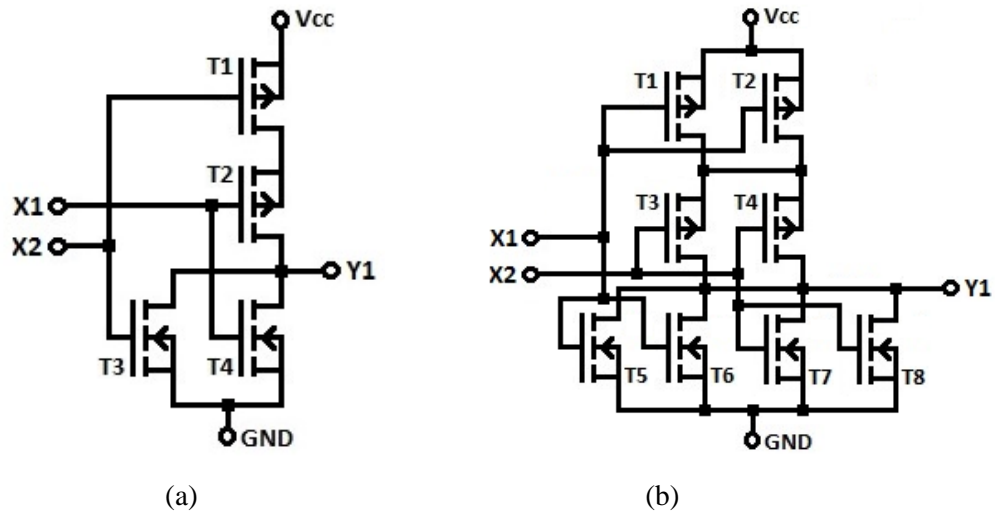 Vcc
T1
T2
X1
X2
Y1
T3
T4
GND
(a)
Vcc
T1
T2
T3
T4
X1
X2
Y1
T5
T6
T7
T8
GND
(b)